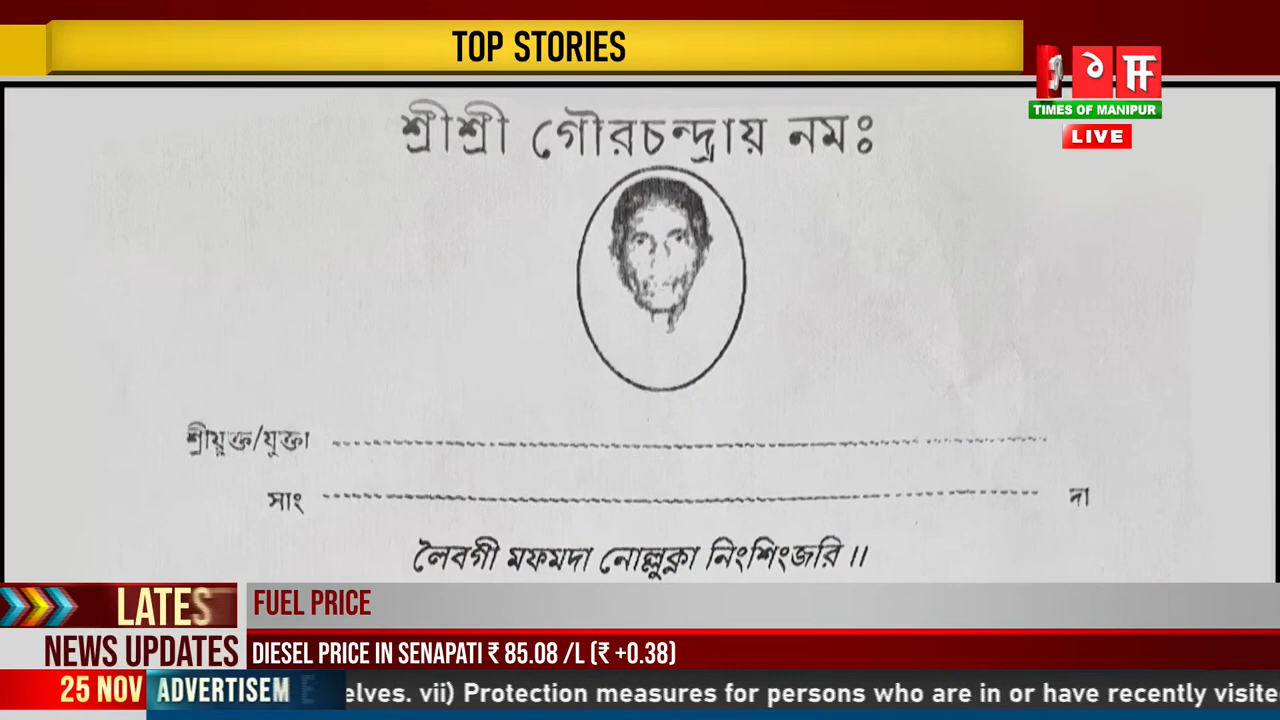 TOP STORIES
TIMES OF MANIPUR
LIVE
শ্রীশ্রী গৌরচন্দ্রায় নমঃ
শ্রীযুক্ত/যুক্তা
সাং দা
লৈবগী মফমদা নোল্লুক্না নিংশিংজরি ।।
LATES
NEWS UPDATES
FUEL PRICE
DIESEL PRICE IN SENAPATI ₹ 85.08 /L (₹ +0.38)
25 NOV
ADVERTISEM
elves. vii) Protection measures for persons who are in or have recently visite